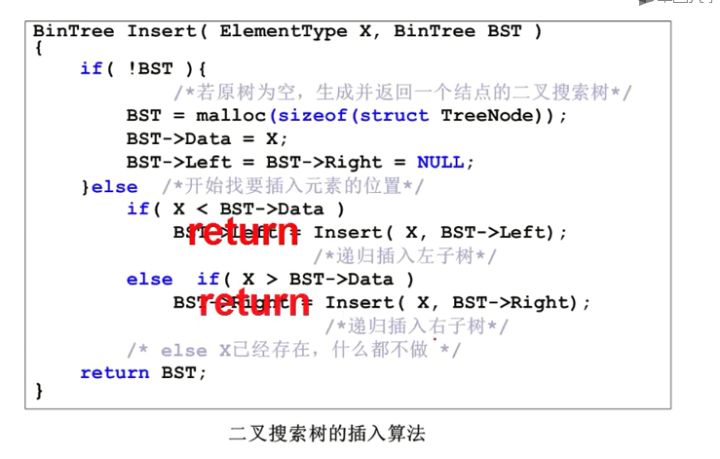 BinTree Insert( ElementType X, BinTree BST )
{
if( !BST ){
/*若原树为空，生成并返回一个结点的二叉搜索树*/
BST = malloc(sizeof(struct TreeNode));
BST->Data = X;
BST->Left = BST->Right = NULL;
}else /*开始找要插入元素的位置*/
if( X < BST->Data )
BST->Left = Insert( X, BST->Left);
return
/*递归插入左子树*/
else if( X > BST->Data )
BST->Right = Insert( X, BST->Right);
return
/*递归插入右子树*/
/* else X已经存在，什么都不做 */
return BST;
}
二叉搜索树的插入算法